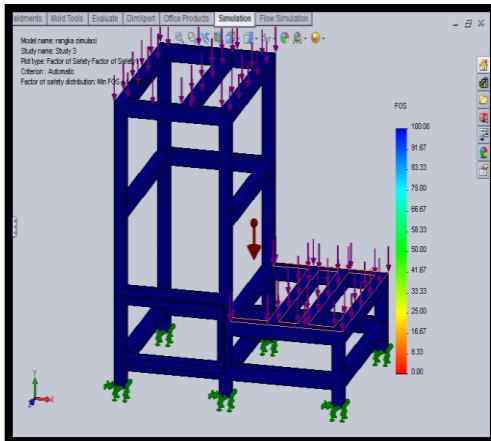 eldments Mold Tools Evaluate DimXpert Office Products Simulation Flow Simulation
Model name: rangka simulasi
Study name: Study 3
Plot type: Factor of Safety Factor of Safety1
Criterion : Automatic
Factor of safety distribution: Min FOS
FOS
100.00
91.67
83.33
75.00
66.67
58.33
50.00
41.67
33.33
25.00
16.67
8.33
0.00
Y
X